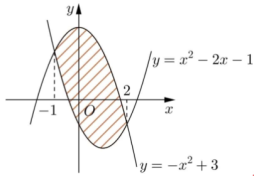 y
y = x² − 2x − 1
2
−1
O
x
y = −x² + 3